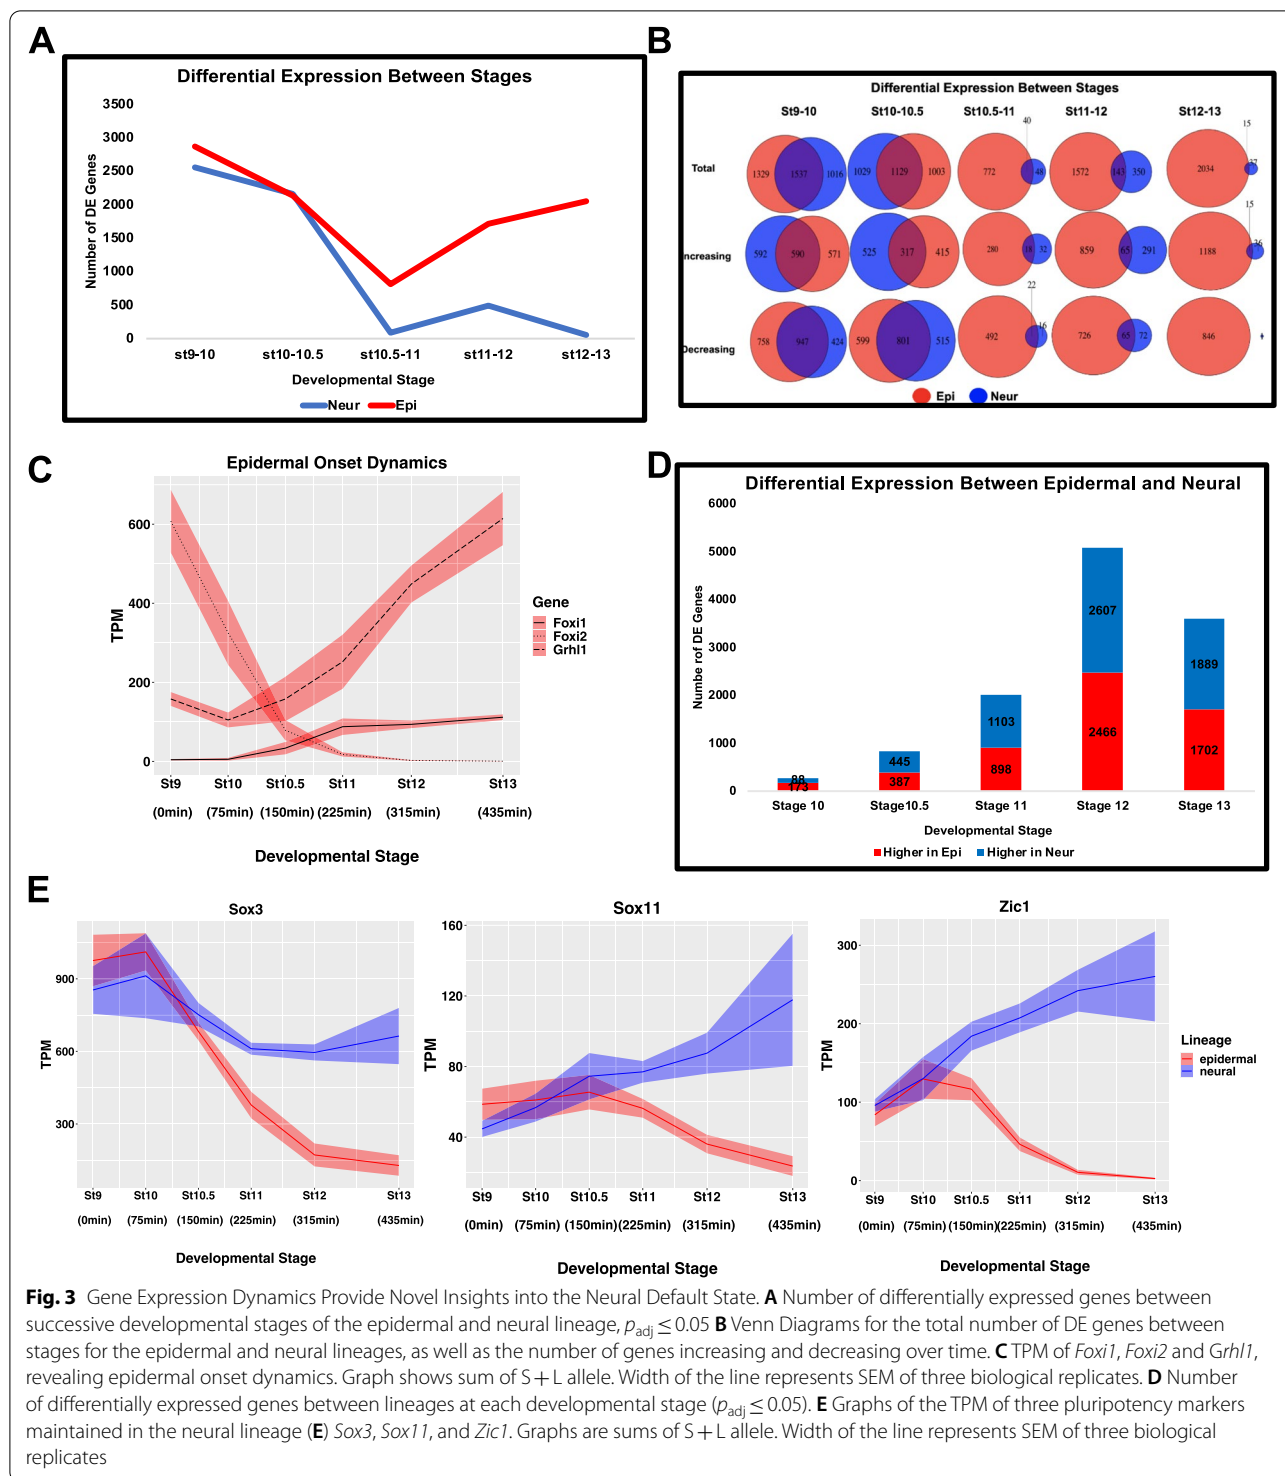 A
Differential Expression Between Stages
3500
3000
2500
2000
1500
1000
500
0
Number of DE Genes
st9-10 st10-10.5 st10.5-11 st11-12 st12-13
Developmental Stage
Neur Epi
B
Differential Expression Between Stages
St9-10 St10-10.5 St10.5-11 St11-12 St12-13
Total
1329 1537 1016 1029 1129 1003 772 40 48 1572 143 350 2034 15 37
ncreasing
592 590 571 525 317 415 280 18 32 859 65 291 1188 15 36
Decreasing
758 947 424 599 801 515 492 22 16 726 65 72 846
Epi Neur
C
Epidermal Onset Dynamics
600
400
200
0
TPM
St9 St10 St10.5 St11 St12 St13
(0min) (75min) (150min) (225min) (315min) (435min)
Developmental Stage
Gene
Foxi1
Foxi2
Grhl1
D
Differential Expression Between Epidermal and Neural
6000
5000
4000
3000
2000
1000
0
Numbe rof DE Genes
88 445 1103 2607 1889
173 387 898 2466 1702
Stage 10 Stage10.5 Stage 11 Stage 12 Stage 13
Developmental Stage
Higher in Epi Higher in Neur
E
Sox3
900
600
300
TPM
St9 St10 St10.5 St11 St12 St13
(0min) (75min) (150min) (225min) (315min) (435min)
Developmental Stage
Sox11
160
120
80
40
TPM
St9 St10 St10.5 St11 St12 St13
(0min) (75min) (150min) (225min) (315min) (435min)
Developmental Stage
Zic1
300
200
100
0
TPM
St9 St10 St10.5 St11 St12 St13
(0min) (75min) (150min)(225min) (315min) (435min)
Developmental Stage
Lineage
epidermal
neural
Fig. 3 Gene Expression Dynamics Provide Novel Insights into the Neural Default State. A Number of differentially expressed genes between
successive developmental stages of the epidermal and neural lineage, padj ≤ 0.05 B Venn Diagrams for the total number of DE genes between
stages for the epidermal and neural lineages, as well as the number of genes increasing and decreasing over time. C TPM of Foxi1, Foxi2 and Grhl1,
revealing epidermal onset dynamics. Graph shows sum of S + L allele. Width of the line represents SEM of three biological replicates. D Number
of differentially expressed genes between lineages at each developmental stage (padj ≤ 0.05). E Graphs of the TPM of three pluripotency markers
maintained in the neural lineage (E) Sox3, Sox11, and Zic1. Graphs are sums of S + L allele. Width of the line represents SEM of three biological
replicates